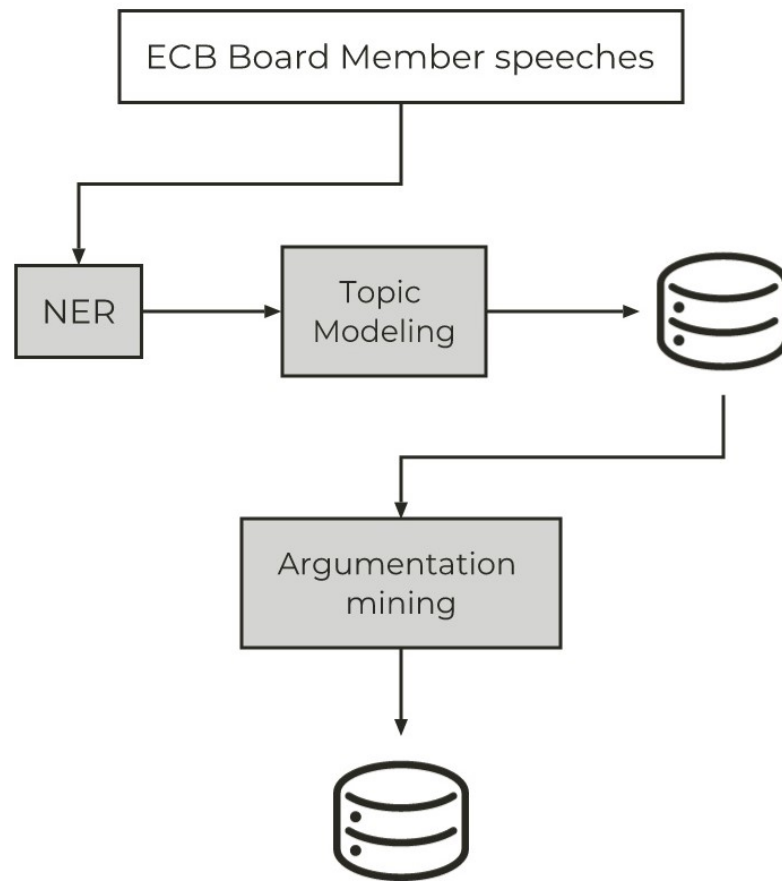 ECB Board Member speeches
NER
Topic
Modeling
Argumentation
mining